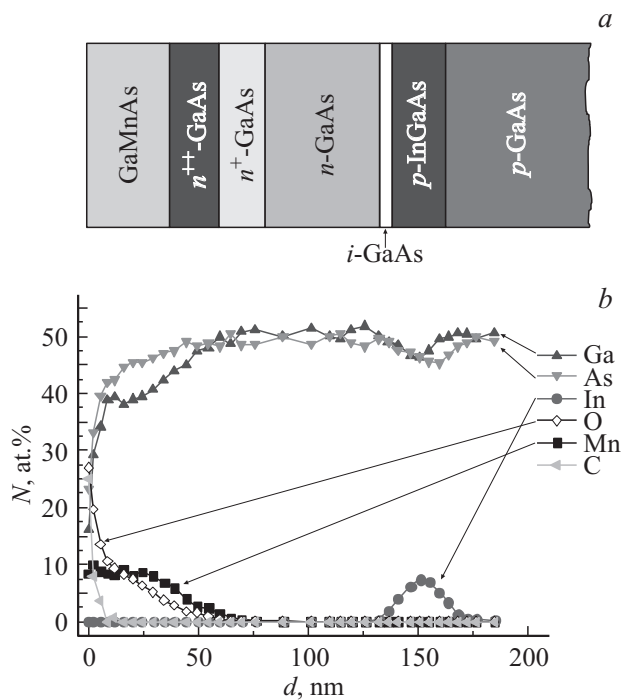 a
GaMnAs
n⁺⁺-GaAs
n⁺-GaAs
n-GaAs
p-InGaAs
p-GaAs
i-GaAs
b
50
40
30
20
10
0
N, at.%
Ga
As
In
O
Mn
C
0 50 100 150 200
d, nm